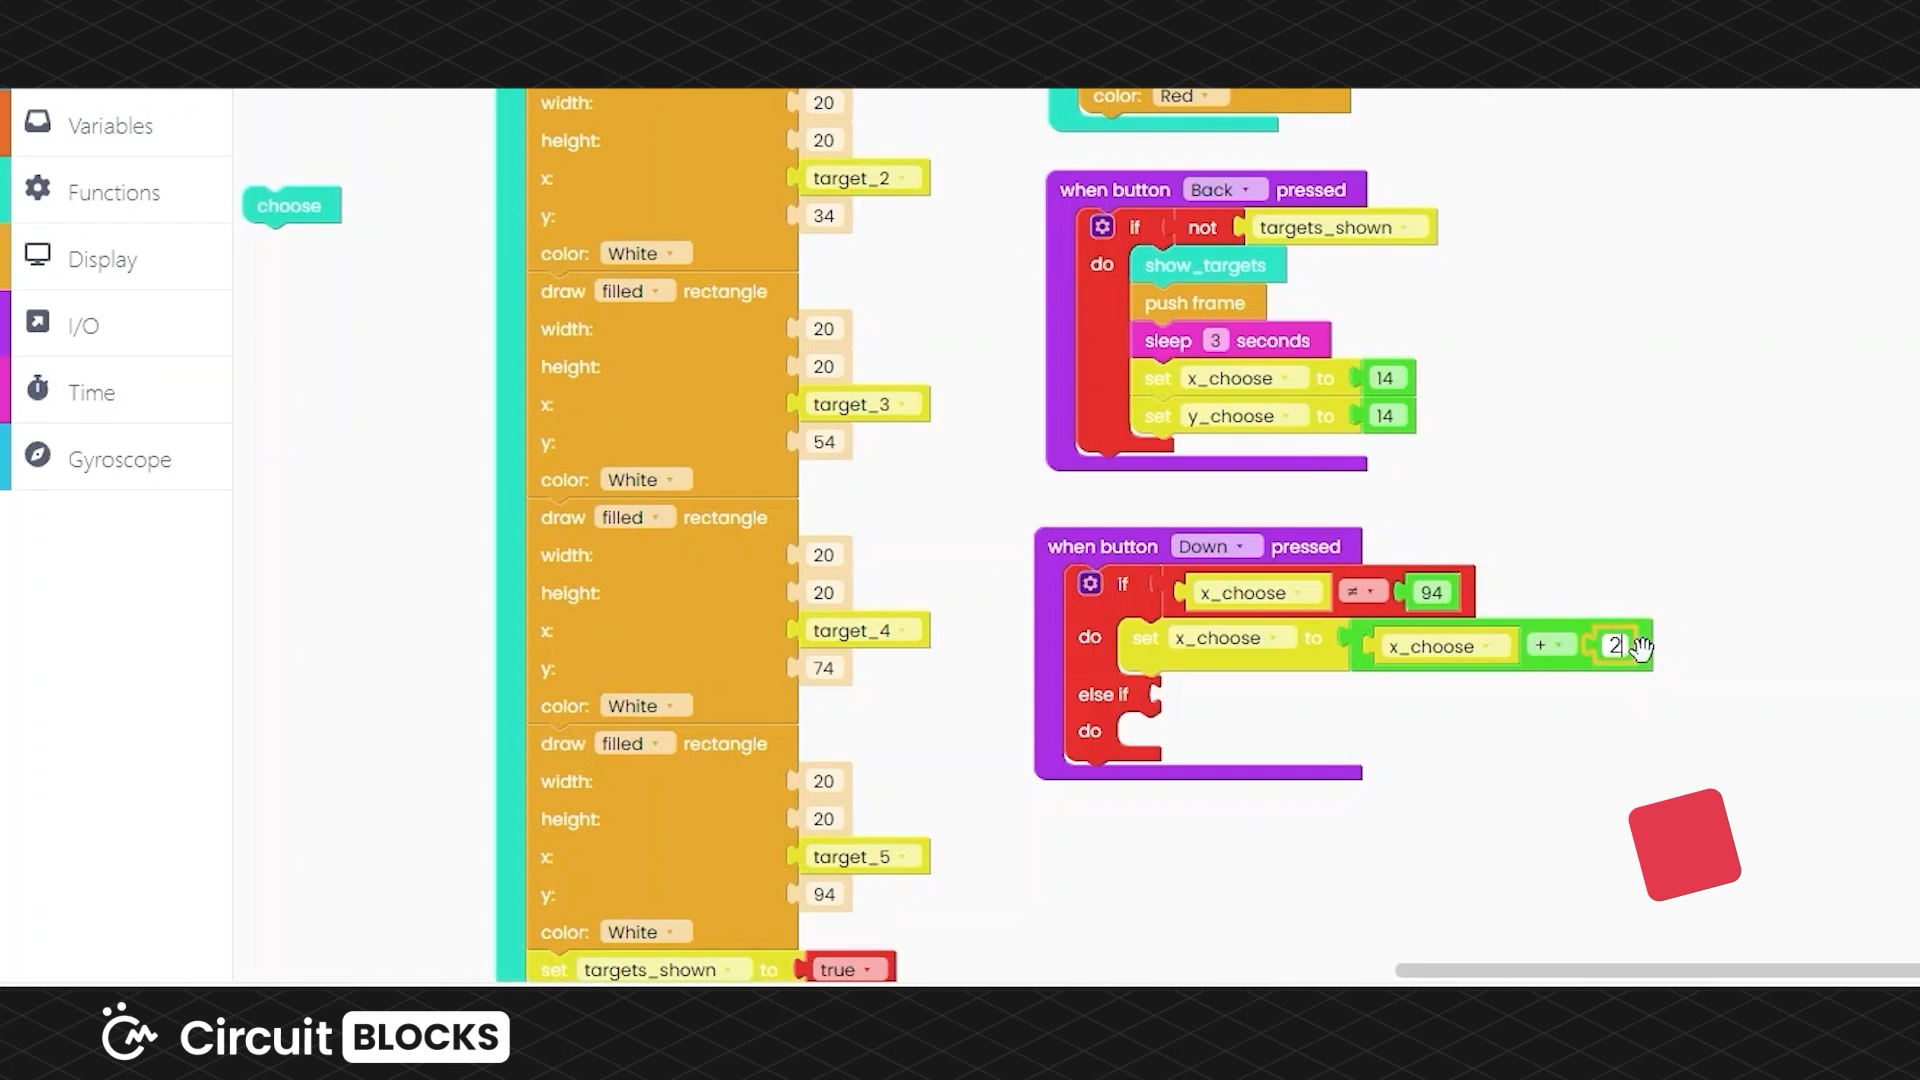 Variables
Functions
Display
I/O
Time
Gyroscope
choose
width: 20
height: 20
x: target_2
y: 34
color: White
draw filled rectangle
width: 20
height: 20
x: target_3
y: 54
color: White
draw filled rectangle
width: 20
height: 20
x: target_4
y: 74
color: White
draw filled rectangle
width: 20
height: 20
x: target_5
y: 94
color: White
set targets_shown to true
color: Red
when button Back pressed
if not targets_shown
do show_targets
push frame
sleep 3 seconds
set x_choose to 14
set y_choose to 14
when button Down pressed
if x_choose ≠ 94
do set x_choose to x_choose + 2
else if
do
Circuit BLOCKS